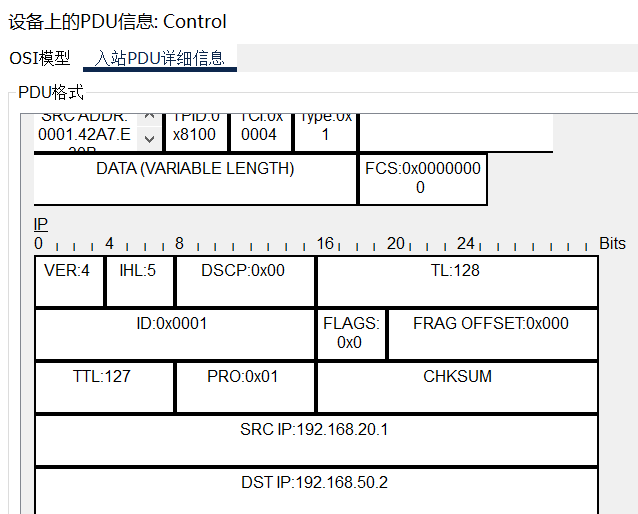 设备上的PDU信息: Control
OSI模型 入站PDU详细信息
PDU格式
SRC ADDR: TPID:0 TCI:0x Type:0x
0001.42A7.E x8100 0004 1
DATA (VARIABLE LENGTH) FCS:0x0000000
0
IP
0 4 8 16 20 24 Bits
VER:4 IHL:5 DSCP:0x00 TL:128
ID:0x0001 FLAGS: FRAG OFFSET:0x000
0x0
TTL:127 PRO:0x01 CHKSUM
SRC IP:192.168.20.1
DST IP:192.168.50.2